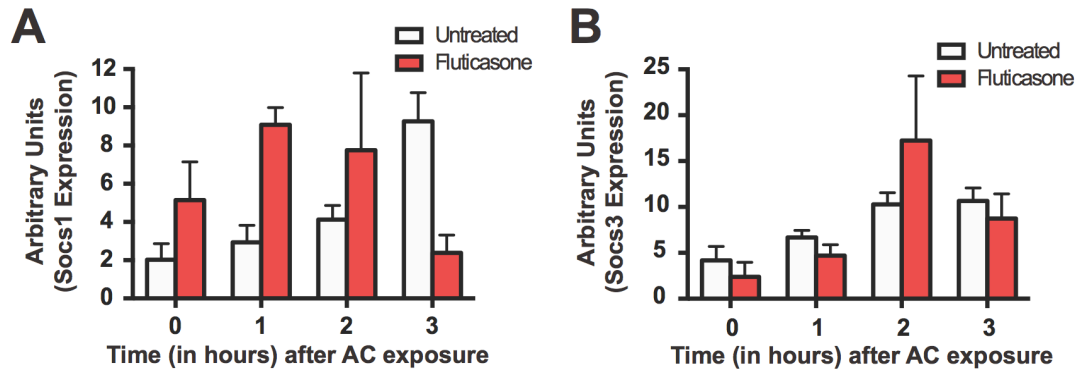 A
Untreated
Fluticasone
Arbitrary Units
(Socs1 Expression)
12
10
8
6
4
2
0
0 1 2 3
Time (in hours) after AC exposure
B
Untreated
Fluticasone
Arbitrary Units
(Socs3 Expression)
25
20
15
10
5
0
0 1 2 3
Time (in hours) after AC exposure